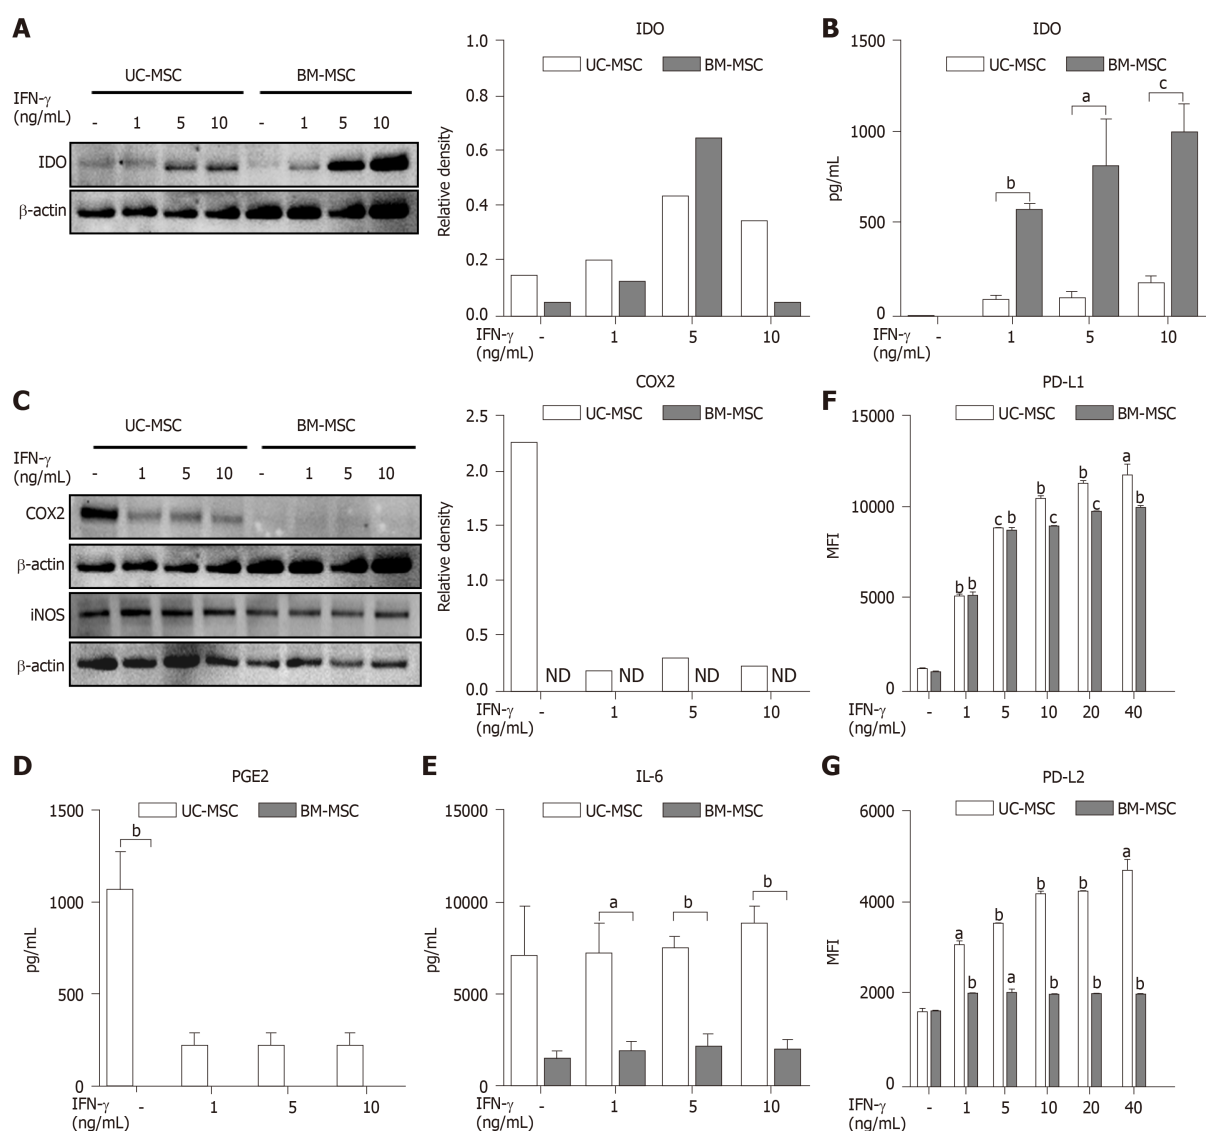 A
UC-MSC BM-MSC
IFN-γ
(ng/mL)
- 1 5 10 - 1 5 10
IDO
β-actin
IDO
UC-MSC BM-MSC
1.0
0.8
0.6
0.4
0.2
0.0
Relative density
IFN-γ
(ng/mL)
- 1 5 10
B
IDO
UC-MSC BM-MSC
1500
1000
500
0
pg/mL
b a c
IFN-γ
(ng/mL)
- 1 5 10
C
UC-MSC BM-MSC
IFN-γ
(ng/mL)
- 1 5 10 - 1 5 10
COX2
β-actin
iNOS
β-actin
COX2
UC-MSC BM-MSC
2.5
2.0
1.5
1.0
0.5
0.0
Relative density
ND ND ND ND
IFN-γ
(ng/mL)
- 1 5 10
F
PD-L1
UC-MSC BM-MSC
15000
10000
5000
0
MFI
b b c b b c b c a b
IFN-γ
(ng/mL)
- 1 5 10 20 40
D
PGE2
UC-MSC BM-MSC
1500
1000
500
0
pg/mL
b
IFN-γ
(ng/mL)
- 1 5 10
E
IL-6
UC-MSC BM-MSC
15000
10000
5000
0
pg/mL
a b b
IFN-γ
(ng/mL)
- 1 5 10
G
PD-L2
UC-MSC BM-MSC
6000
4000
2000
0
MFI
a b b a b b b b a b
IFN-γ
(ng/mL)
- 1 5 10 20 40